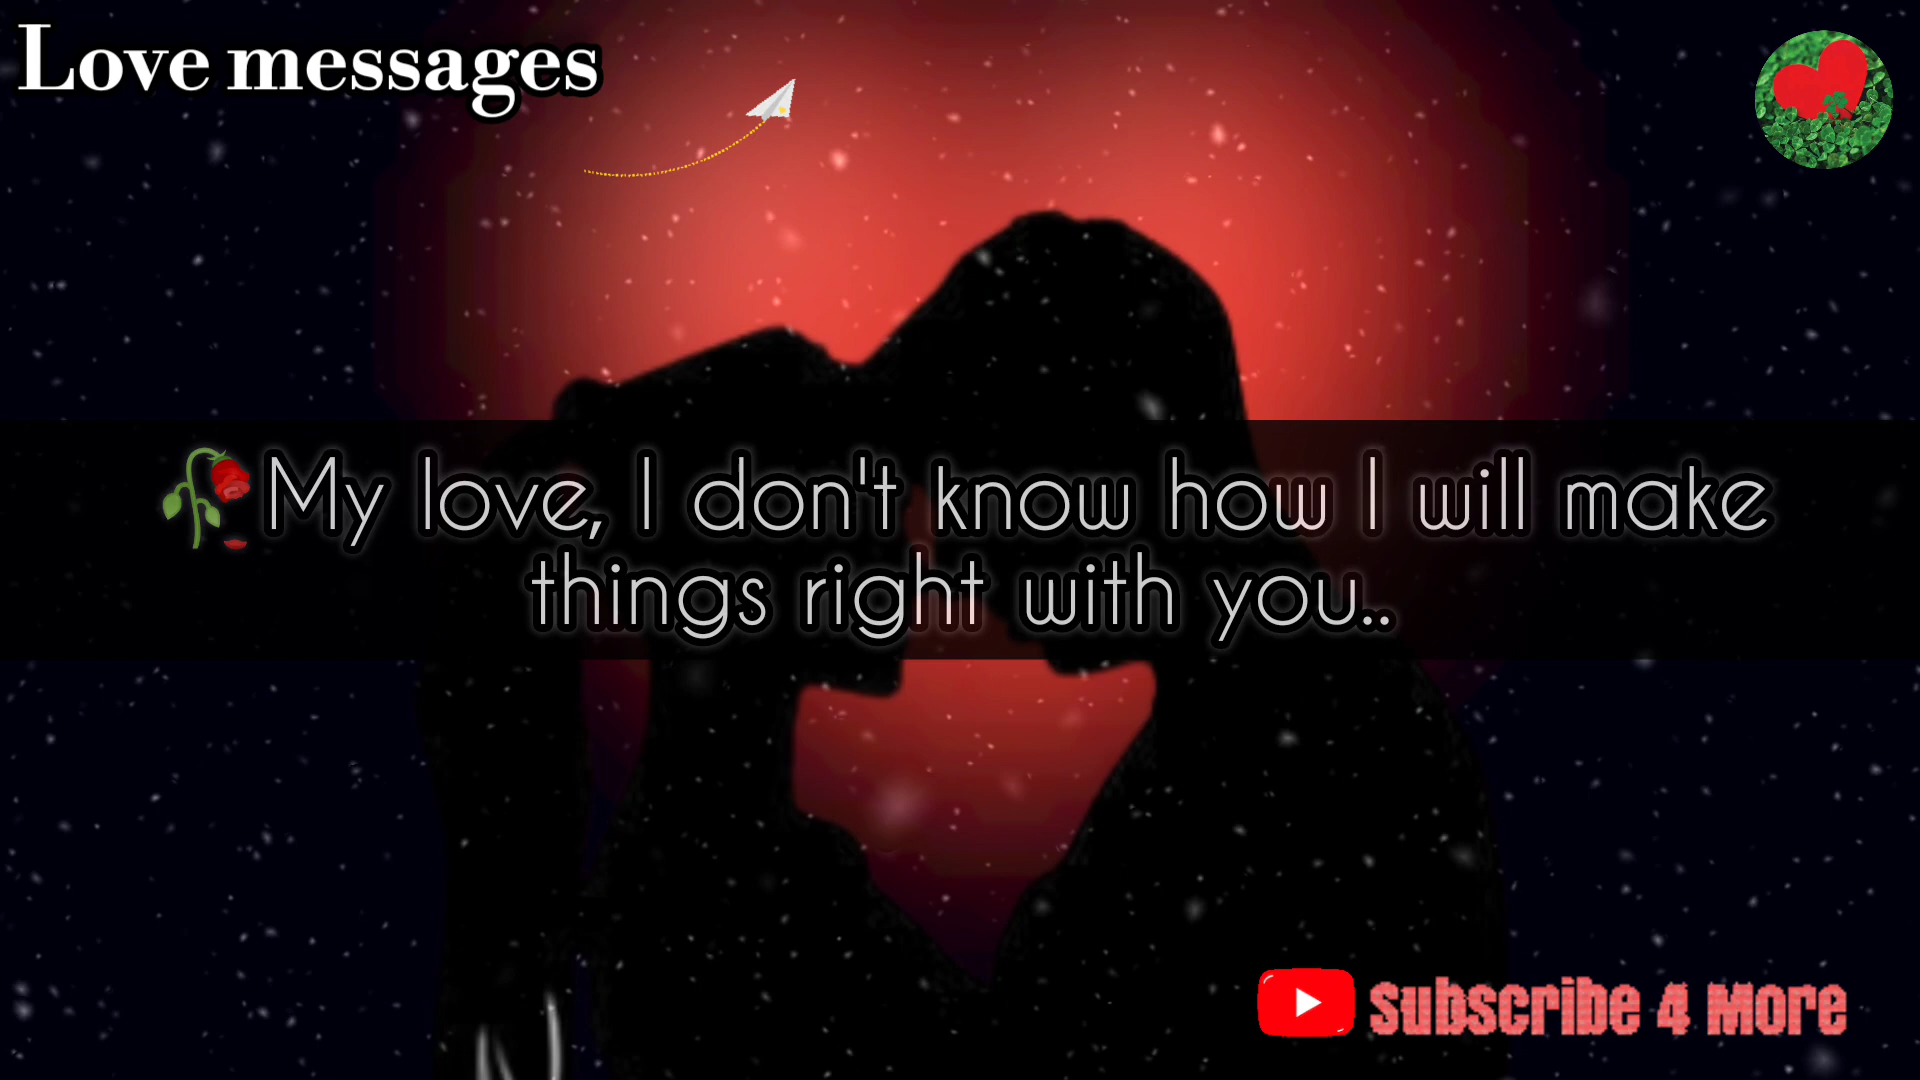 Love messages
🥀My love, I don't know how I will make
things right with you..
Subscribe 4 More